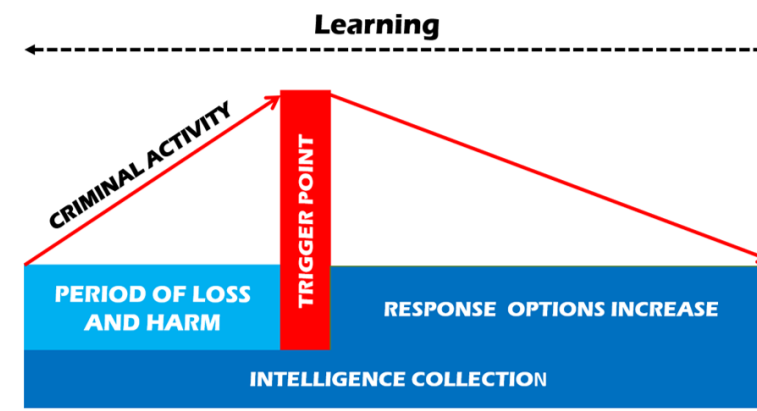 Learning
CRIMINAL ACTIVITY
TRIGGER POINT
PERIOD OF LOSS
AND HARM
RESPONSE OPTIONS INCREASE
INTELLIGENCE COLLECTION